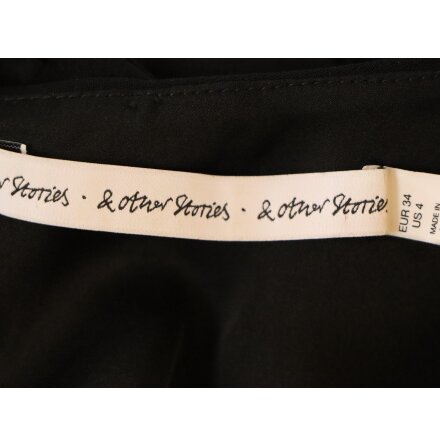 r Stories · & Other Stories · & Other Stories
EUR 34
US 4
MADE IN